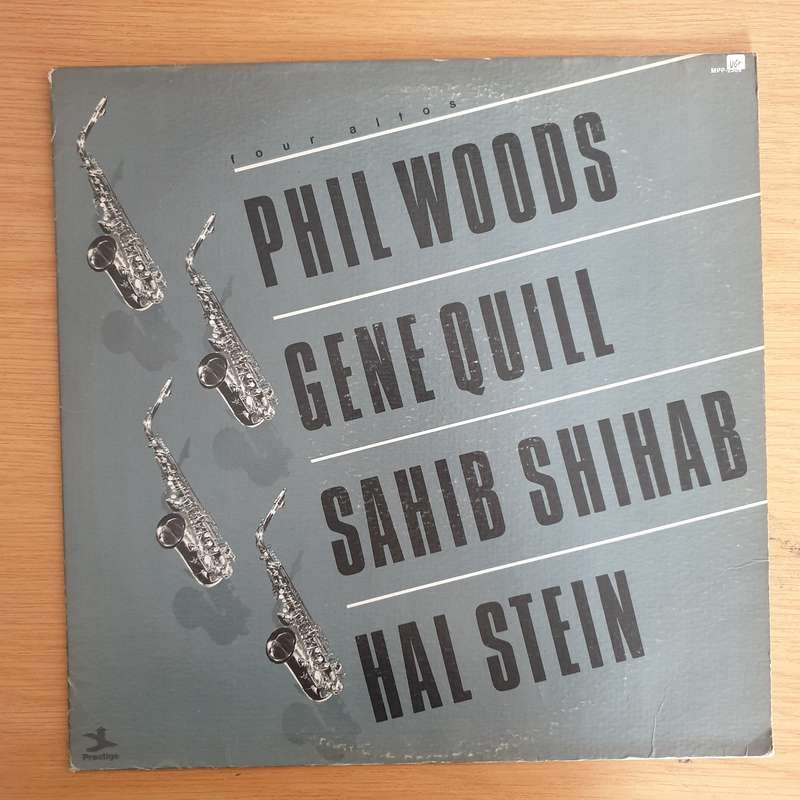 four altos
PHIL WOODS
GENE QUILL
SAHIB SHIHAB
HAL STEIN
Prestige